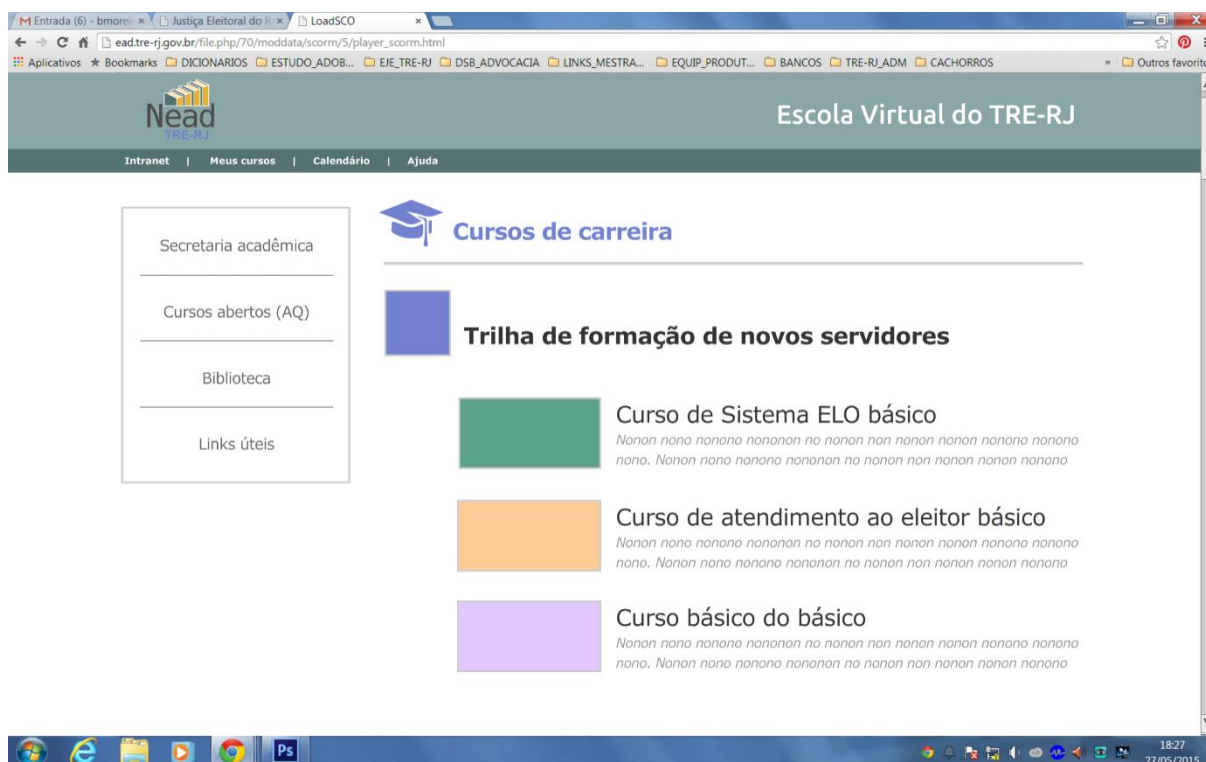 Entrada (6) - bmorei
Justiça Eleitoral do R
LoadSCO
ead.tre-rj.gov.br/file.php/70/moddata/scorm/5/player_scorm.html
Aplicativos
Bookmarks
DICIONARIOS
ESTUDO_ADOB...
EJE_TRE-RJ
DSB_ADVOCACIA
LINKS_MESTRA...
EQUIP_PRODUT...
BANCOS
TRE-RJ_ADM
CACHORROS
» Outros favorito
Nead
TRE-RJ
Escola Virtual do TRE-RJ
Intranet | Meus cursos | Calendário | Ajuda
Secretaria acadêmica
Cursos abertos (AQ)
Biblioteca
Links úteis
Cursos de carreira
Trilha de formação de novos servidores
Curso de Sistema ELO básico
Nonon nono nonono nononon no nonon non nonon nonon nonono nonono
nono. Nonon nono nonono nononon no nonon non nonon nonon nonono
Curso de atendimento ao eleitor básico
Nonon nono nonono nononon no nonon non nonon nonon nonono nonono
nono. Nonon nono nonono nononon no nonon non nonon nonon nonono
Curso básico do básico
Nonon nono nonono nononon no nonon non nonon nonon nonono nonono
nono. Nonon nono nonono nononon no nonon non nonon nonon nonono
Ps
18:27
27/05/2015